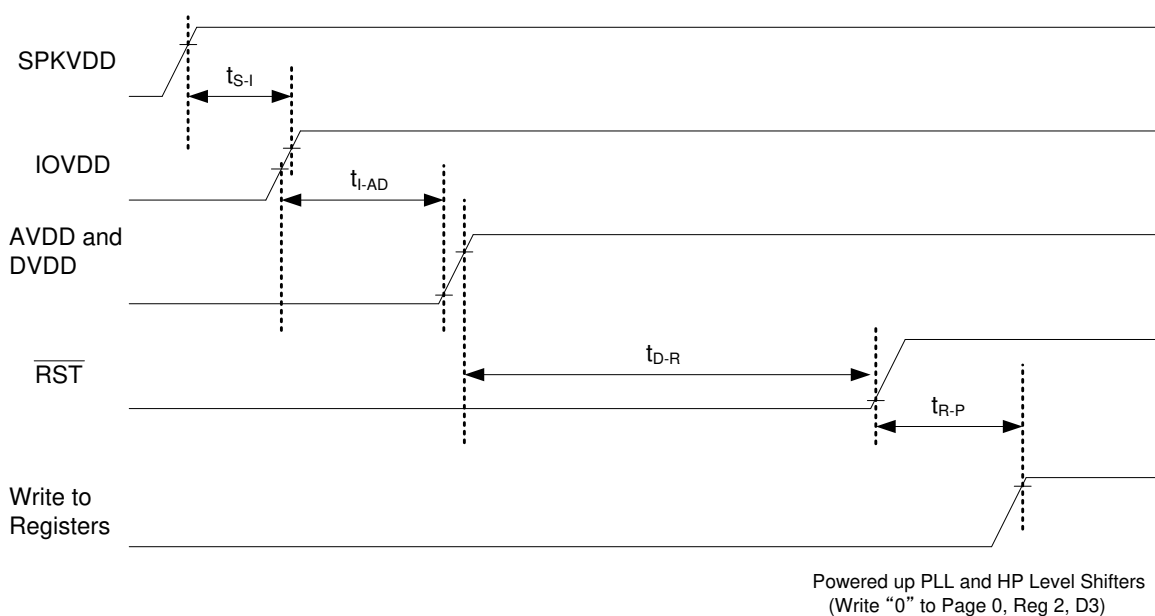 SPKVDD
tS-I
IOVDD
tI-AD
AVDD and
DVDD
tD-R
RST
tR-P
Write to
Registers
Powered up PLL and HP Level Shifters
(Write “0” to Page 0, Reg 2, D3)